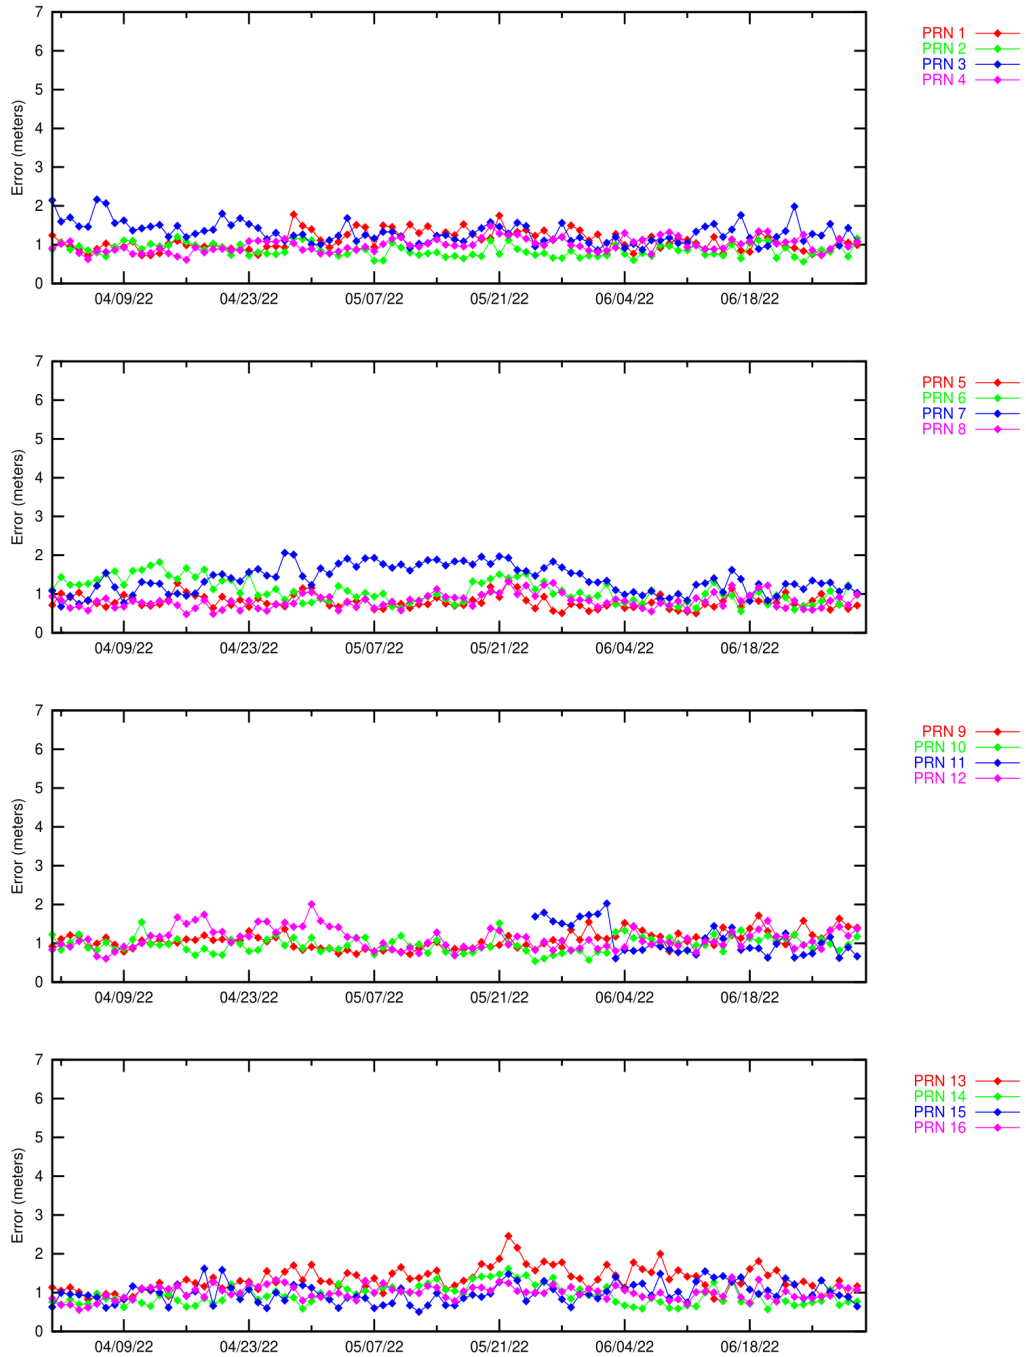 7
6
5
4
3
2
1
0
Error (meters)
04/09/22 04/23/22 05/07/22 05/21/22 06/04/22 06/18/22
PRN 1
PRN 2
PRN 3
PRN 4
7
6
5
4
3
2
1
0
Error (meters)
04/09/22 04/23/22 05/07/22 05/21/22 06/04/22 06/18/22
PRN 5
PRN 6
PRN 7
PRN 8
7
6
5
4
3
2
1
0
Error (meters)
04/09/22 04/23/22 05/07/22 05/21/22 06/04/22 06/18/22
PRN 9
PRN 10
PRN 11
PRN 12
7
6
5
4
3
2
1
0
Error (meters)
04/09/22 04/23/22 05/07/22 05/21/22 06/04/22 06/18/22
PRN 13
PRN 14
PRN 15
PRN 16